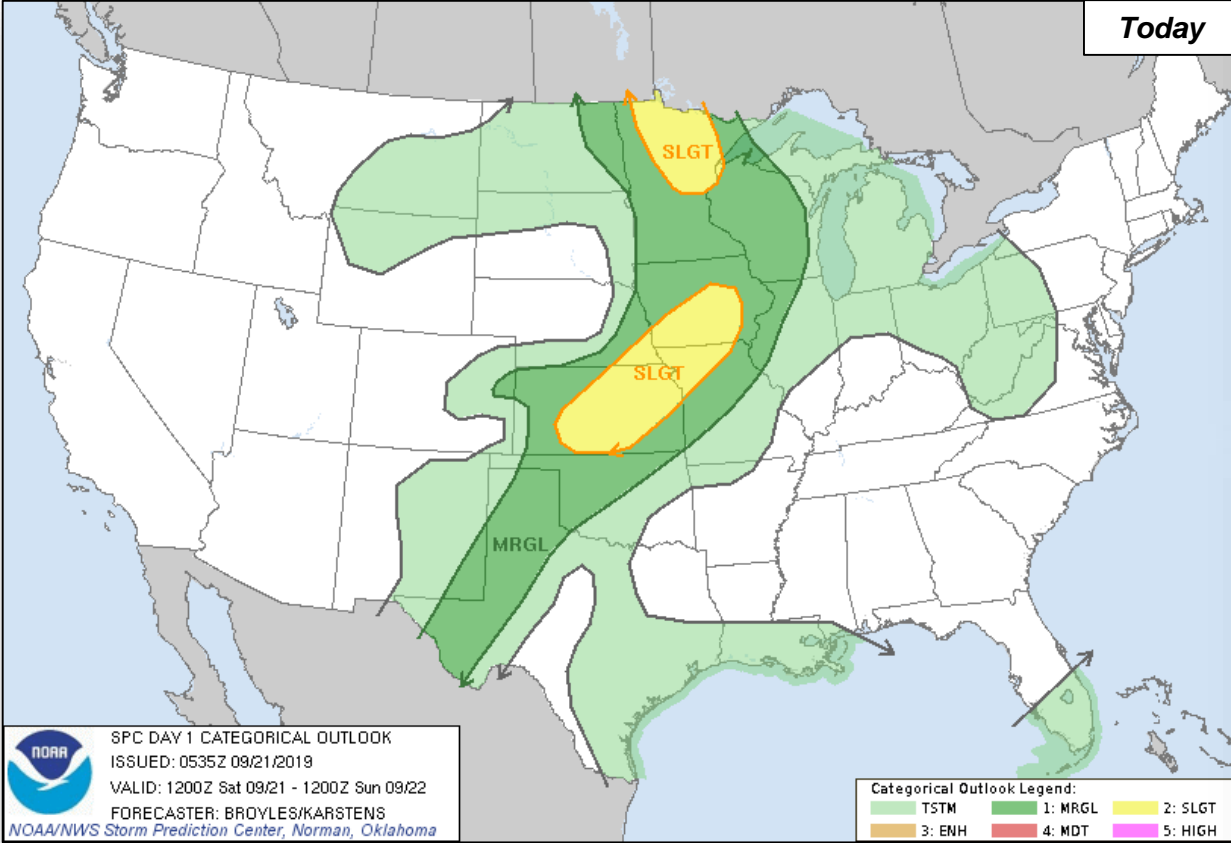 Today
SLGT
SLGT
MRGL
NOAA
SPC DAY 1 CATEGORICAL OUTLOOK
ISSUED: 0535Z 09/21/2019
VALID: 1200Z Sat 09/21 - 1200Z Sun 09/22
FORECASTER: BROYLES/KARSTENS
NOAA/NWS Storm Prediction Center, Norman, Oklahoma
Categorical Outlook Legend:
TSTM 1: MRGL 2: SLGT
3: ENH 4: MDT 5: HIGH